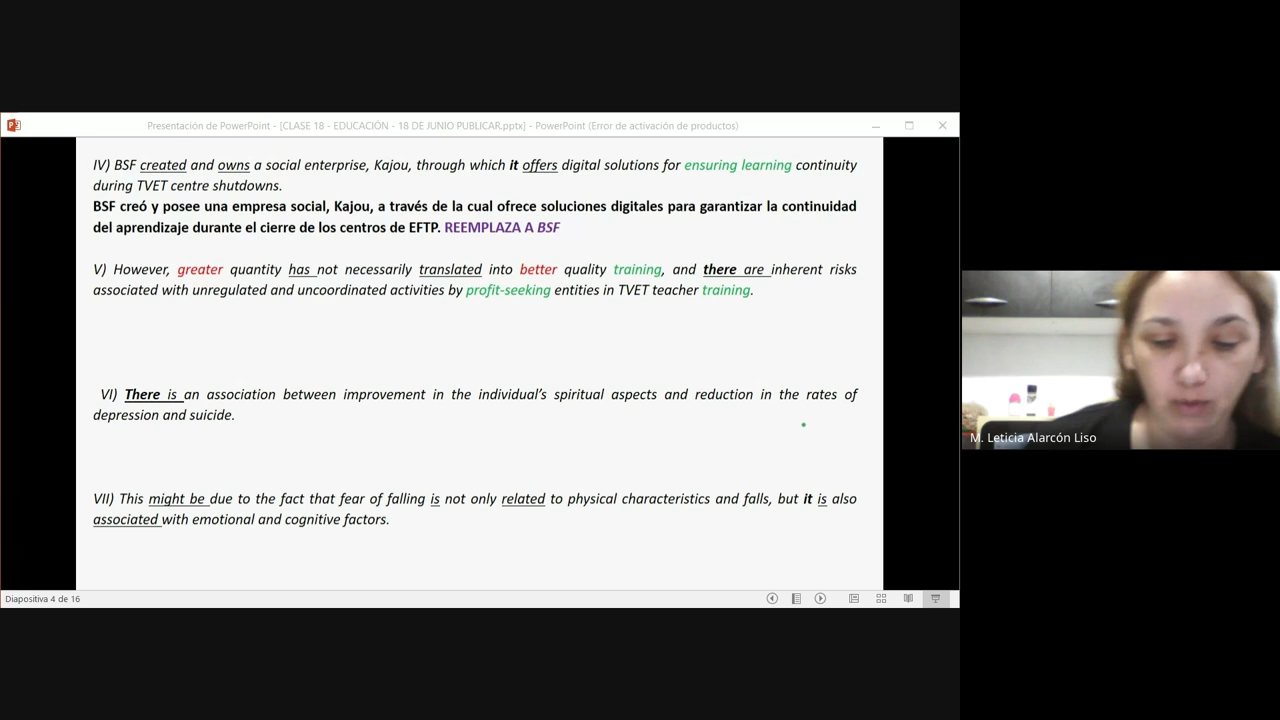 Presentación de PowerPoint - [CLASE 18 - EDUCACIÓN - 18 DE JUNIO PUBLICAR.pptx] - PowerPoint (Error de activación de productos)
IV) BSF created and owns a social enterprise, Kajou, through which it offers digital solutions for ensuring learning continuity
during TVET centre shutdowns.
BSF creó y posee una empresa social, Kajou, a través de la cual ofrece soluciones digitales para garantizar la continuidad
del aprendizaje durante el cierre de los centros de EFTP. REEMPLAZA A BSF
V) However, greater quantity has not necessarily translated into better quality training, and there are inherent risks
associated with unregulated and uncoordinated activities by profit-seeking entities in TVET teacher training.
VI) There is an association between improvement in the individual's spiritual aspects and reduction in the rates of
depression and suicide.
VII) This might be due to the fact that fear of falling is not only related to physical characteristics and falls, but it is also
associated with emotional and cognitive factors.
M. Leticia Alarcón Liso
Diapositiva 4 de 16